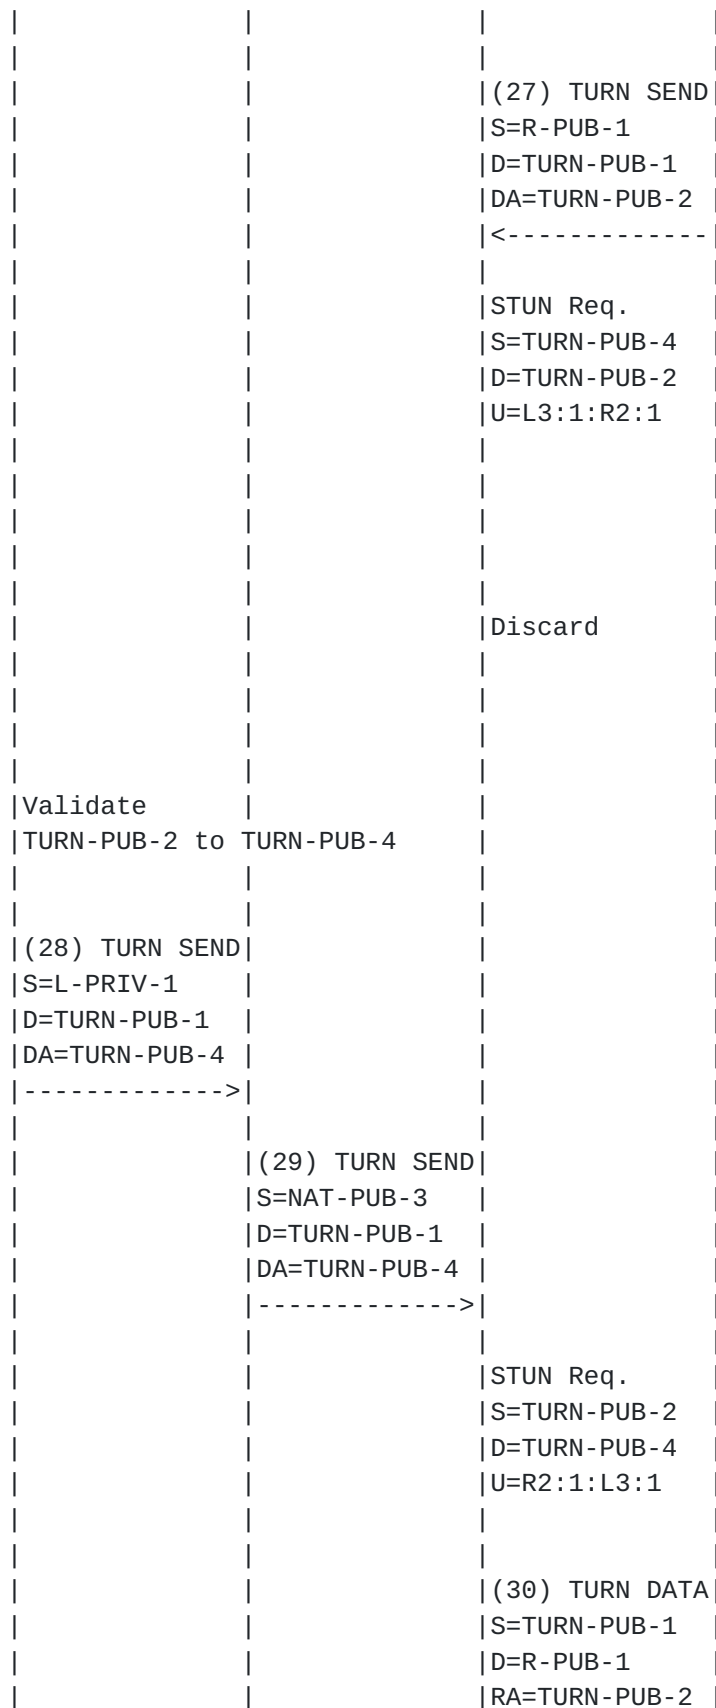 (27) TURN SEND
S=R-PUB-1
D=TURN-PUB-1
DA=TURN-PUB-2
<-------------
STUN Req.
S=TURN-PUB-4
D=TURN-PUB-2
U=L3:1:R2:1
Discard
Validate
TURN-PUB-2 to TURN-PUB-4
(28) TURN SEND
S=L-PRIV-1
D=TURN-PUB-1
DA=TURN-PUB-4
------------->
(29) TURN SEND
S=NAT-PUB-3
D=TURN-PUB-1
DA=TURN-PUB-4
------------->
STUN Req.
S=TURN-PUB-2
D=TURN-PUB-4
U=R2:1:L3:1
(30) TURN DATA
S=TURN-PUB-1
D=R-PUB-1
RA=TURN-PUB-2